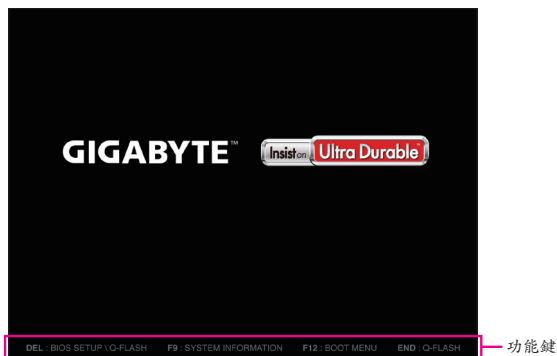 GIGABYTE™ Insist on Ultra Durable™
DEL : BIOS SETUP \ Q-FLASH F9 : SYSTEM INFORMATION F12 : BOOT MENU END : Q-FLASH
功能鍵